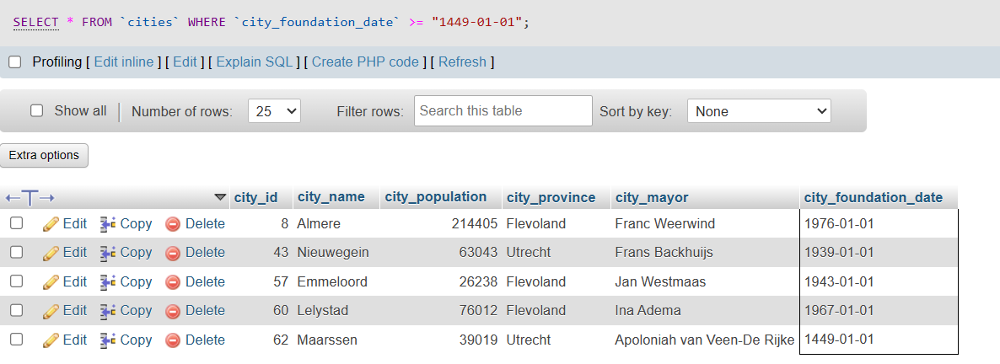 SELECT * FROM `cities` WHERE `city_foundation_date` >= "1449-01-01";
Profiling [ Edit inline ] [ Edit ] [ Explain SQL ] [ Create PHP code ] [ Refresh ]
Show all Number of rows: 25 Filter rows: Search this table Sort by key: None
Extra options
city_id city_name city_population city_province city_mayor city_foundation_date
Edit Copy Delete 8 Almere 214405 Flevoland Franc Weerwind 1976-01-01
Edit Copy Delete 43 Nieuwegein 63043 Utrecht Frans Backhuijs 1939-01-01
Edit Copy Delete 57 Emmeloord 26238 Flevoland Jan Westmaas 1943-01-01
Edit Copy Delete 60 Lelystad 76012 Flevoland Ina Adema 1967-01-01
Edit Copy Delete 62 Maarssen 39019 Utrecht Apoloniah van Veen-De Rijke 1449-01-01